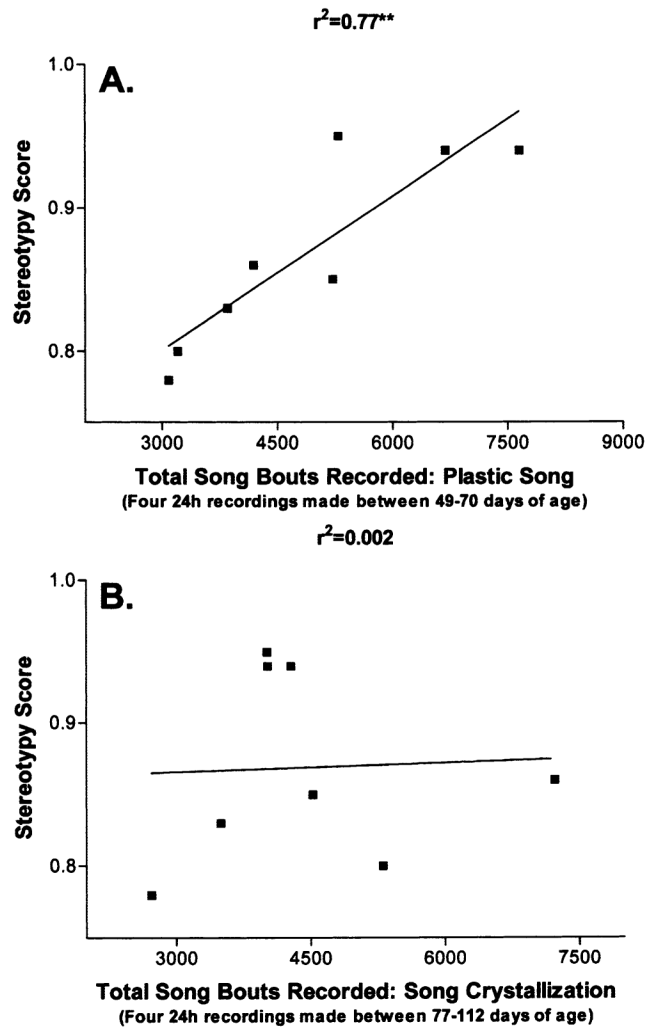 r²=0.77**
A.
1.0
0.9
0.8
Stereotypy Score
3000 4500 6000 7500 9000
Total Song Bouts Recorded: Plastic Song
(Four 24h recordings made between 49-70 days of age)
r²=0.002
B.
1.0
0.9
0.8
Stereotypy Score
3000 4500 6000 7500
Total Song Bouts Recorded: Song Crystallization
(Four 24h recordings made between 77-112 days of age)